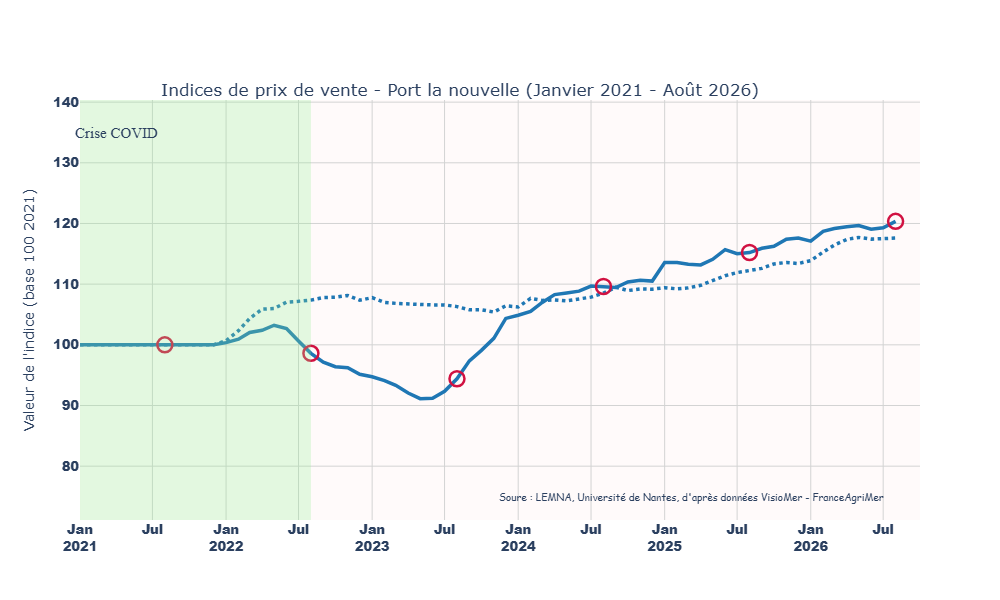 Indices de prix de vente - Port la nouvelle (Janvier 2021 - Août 2026)
140
Crise COVID
130
120
110
100
90
80
Valeur de l'indice (base 100 2021)
Soure : LEMNA, Université de Nantes, d'après données VisioMer - FranceAgriMer
Jan Jul Jan Jul Jan Jul Jan Jul Jan Jul Jan Jul
2021 2022 2023 2024 2025 2026